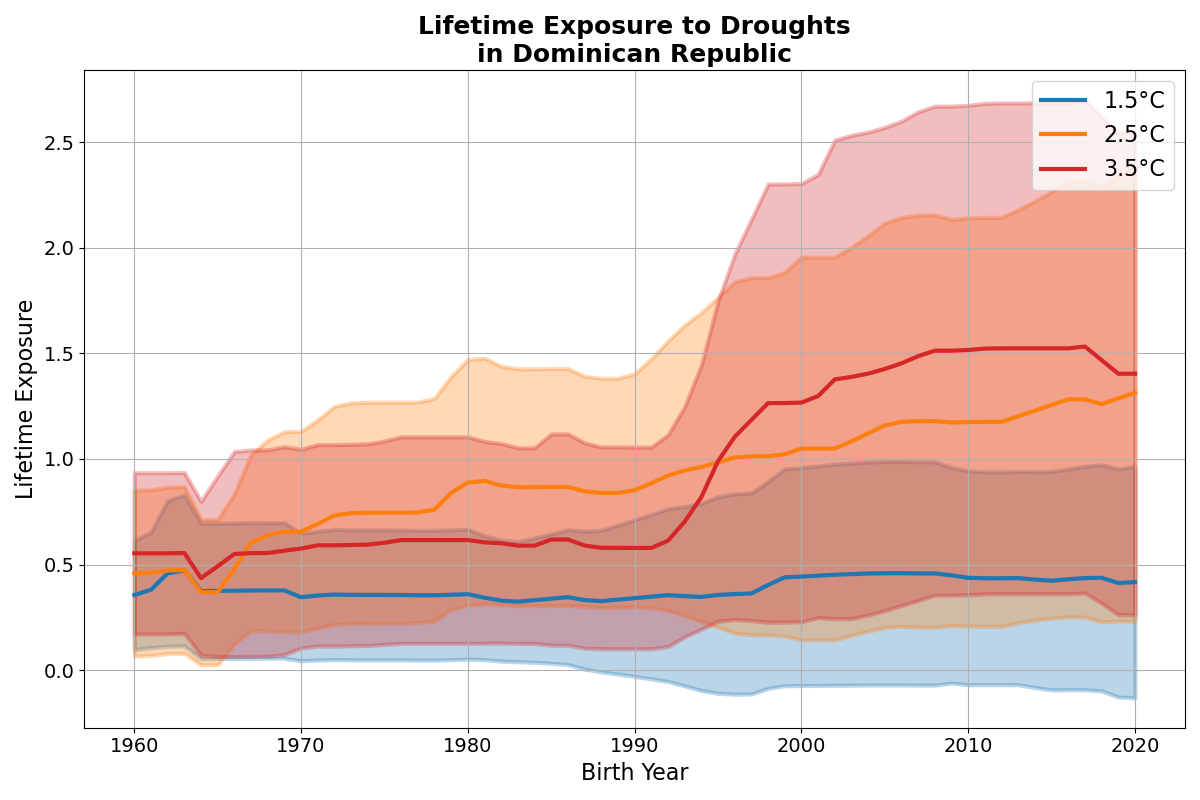 Lifetime Exposure to Droughts
in Dominican Republic
1.5°C
2.5°C
3.5°C
Lifetime Exposure
2.5
2.0
1.5
1.0
0.5
0.0
1960 1970 1980 1990 2000 2010 2020
Birth Year